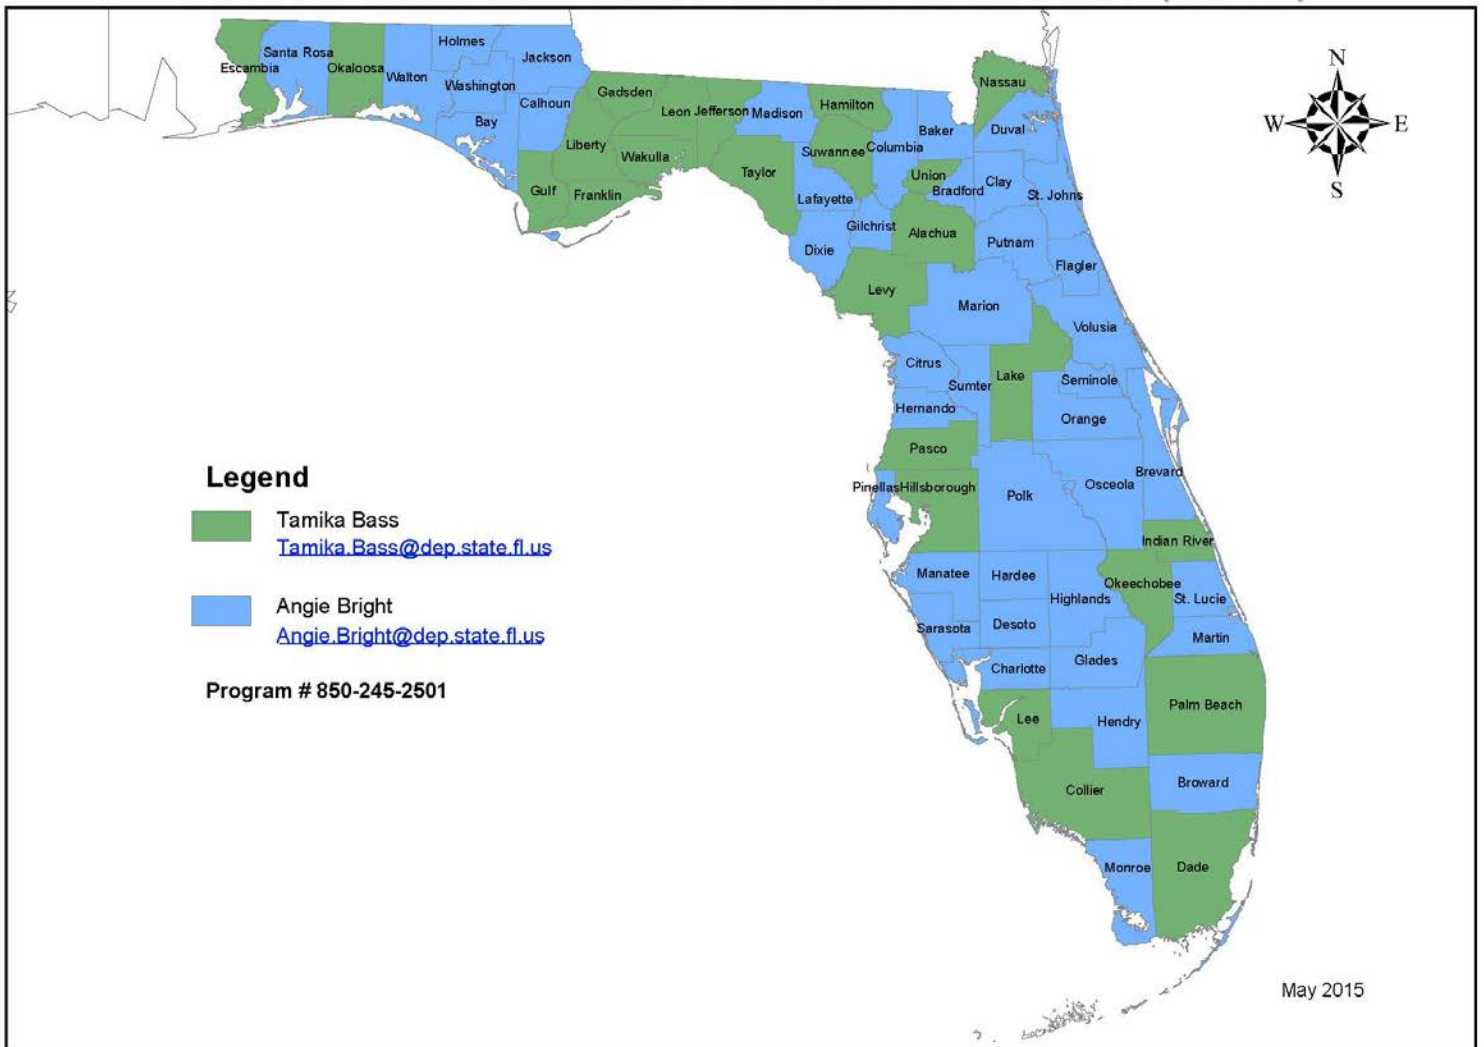 N
W E
S
Holmes
Santa Rosa
Jackson
Escambia Okaloosa Walton
Washington
Nassau
Gadsden
Calhoun
Leon Jefferson Madison Hamilton
Bay
Baker Duval
Liberty
Wakulla
Suwannee Columbia
Taylor
Union
Gulf Franklin
Lafayette
Bradford Clay
St. Johns
Gilchrist
Alachua
Dixie
Putnam
Flagler
Levy
Marion
Volusia
Citrus
Sumter Lake
Seminole
Hernando
Orange
Pasco
Pinellas Hillsborough
Polk
Osceola
Brevard
Indian River
Manatee Hardee
Okeechobee
Highlands
St. Lucie
Sarasota
Desoto
Martin
Charlotte
Glades
Lee
Hendry
Palm Beach
Collier
Broward
Monroe
Dade
Legend
Tamika Bass
Tamika.Bass@dep.state.fl.us
Angie Bright
Angie.Bright@dep.state.fl.us
Program # 850-245-2501
May 2015